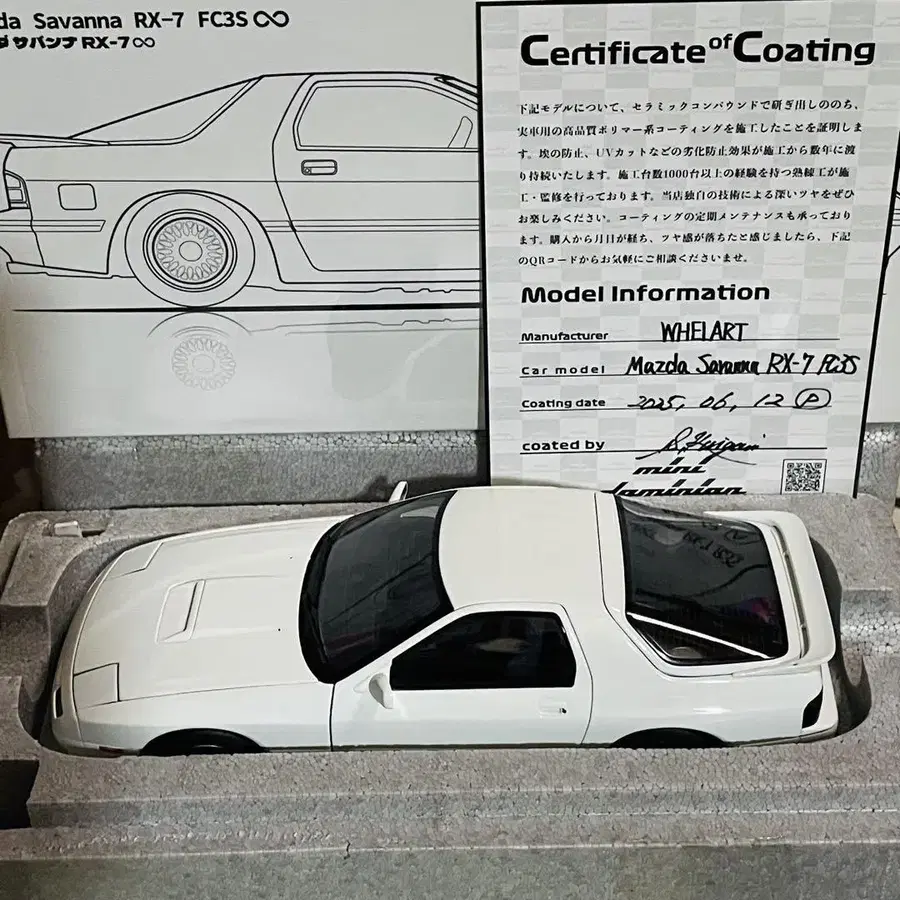 da Savanna RX-7 FC3S ∞
ダ サバンナ RX-7 ∞
Certificate of Coating
下記モデルについて、セラミックコンパウンドで研ぎ出しののち、
実車用の高品質ポリマー系コーティングを施工したことを証明しま
す。埃の防止、UVカットなどの劣化防止効果が施工から数年に渡
り持続いたします。施工台数1000台以上の経験を持つ熟練工が施
工・監修を行っております。当店独自の技術による深いツヤをぜひ
お楽しみください。コーティングの定期メンテナンスも承っており
ます。購入から月日が経ち、ツヤ感が落ちたと感じましたら、下記
のQRコードからお気軽にご相談くださいませ。
Model Information
Manufacturer WHELART
Car model Mazda Savanna RX-7 FC3S
Coating date 2025, 06, 12 Ⓟ
coated by
mini